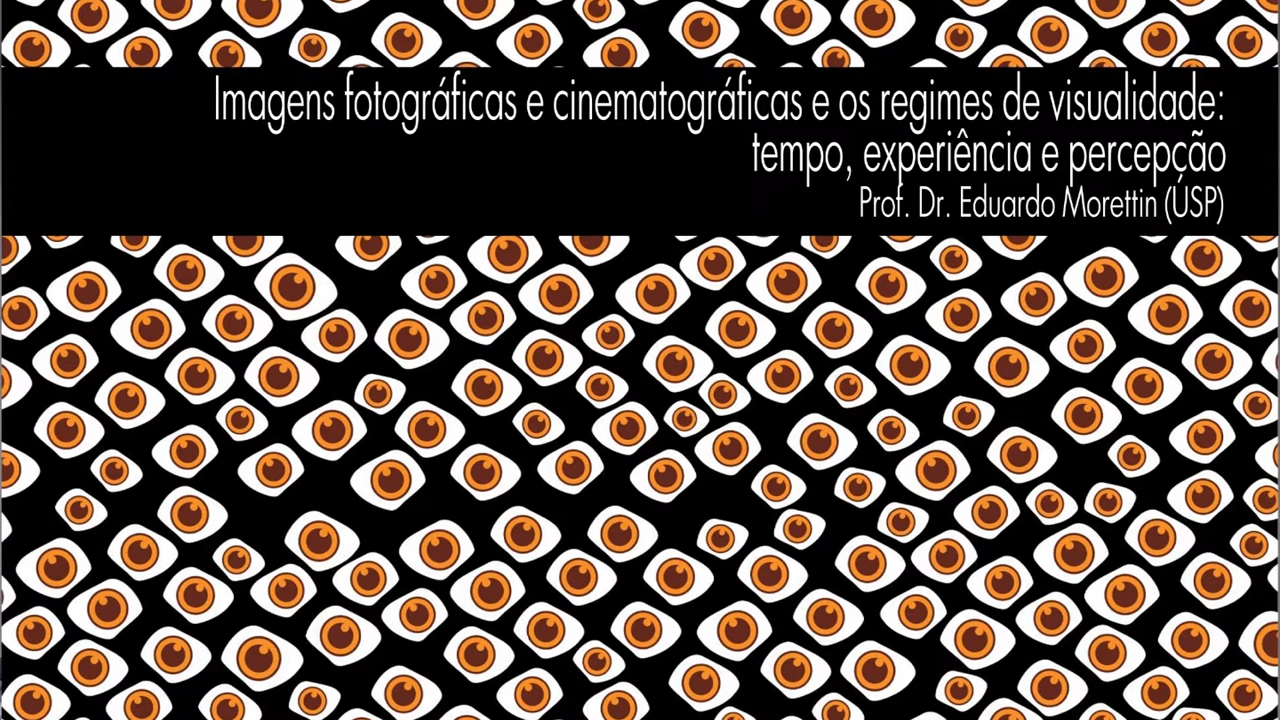 Imagens fotográficas e cinematográficas e os regimes de visualidade:
tempo, experiência e percepção
Prof. Dr. Eduardo Morettin (USP)